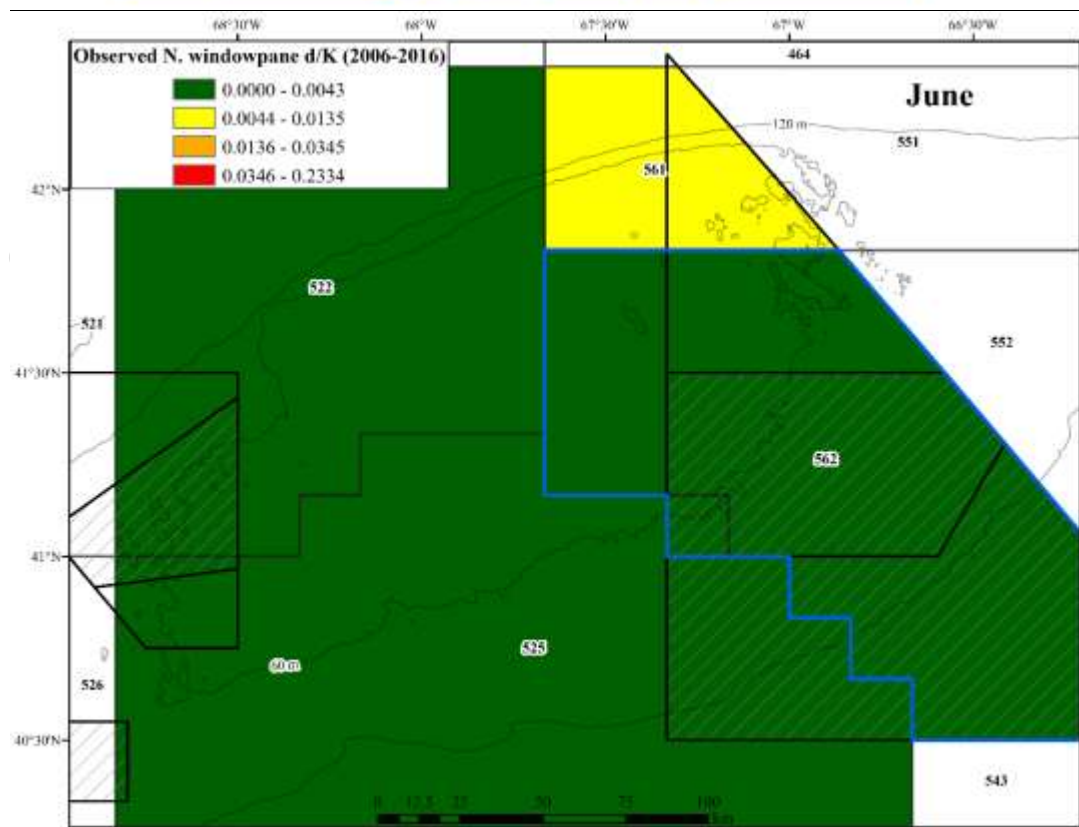 68°30'W 68°W 67°30'W 67°W 66°30'W
Observed N. windowpane d/K (2006-2016)
0.0000 - 0.0043
0.0044 - 0.0135
0.0136 - 0.0345
0.0346 - 0.2334
464
June
120 m
551
561
42°N
522
521
552
41°30'N
562
41°N
525
60 m
526
40°30'N
543
0 12.5 25 50 75 100
km